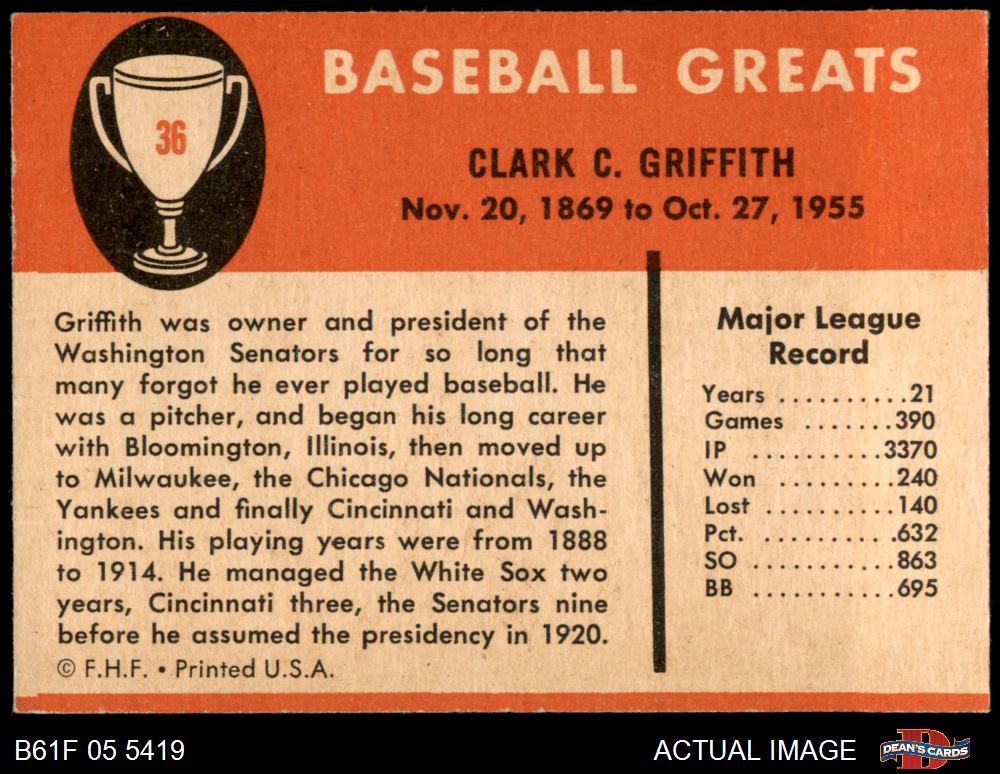 36
BASEBALL GREATS
CLARK C. GRIFFITH
Nov. 20, 1869 to Oct. 27, 1955
Griffith was owner and president of the
Washington Senators for so long that
many forgot he ever played baseball. He
was a pitcher, and began his long career
with Bloomington, Illinois, then moved up
to Milwaukee, the Chicago Nationals, the
Yankees and finally Cincinnati and Wash-
ington. His playing years were from 1888
to 1914. He managed the White Sox two
years, Cincinnati three, the Senators nine
before he assumed the presidency in 1920.
© F.H.F. • Printed U.S.A.
Major League
Record
Years ..........21
Games .......390
IP ..........3370
Won .........240
Lost ..........140
Pct. ..........632
SO ..........863
BB ...........695
B61F 05 5419
ACTUAL IMAGE
D
DEAN'S CARDS